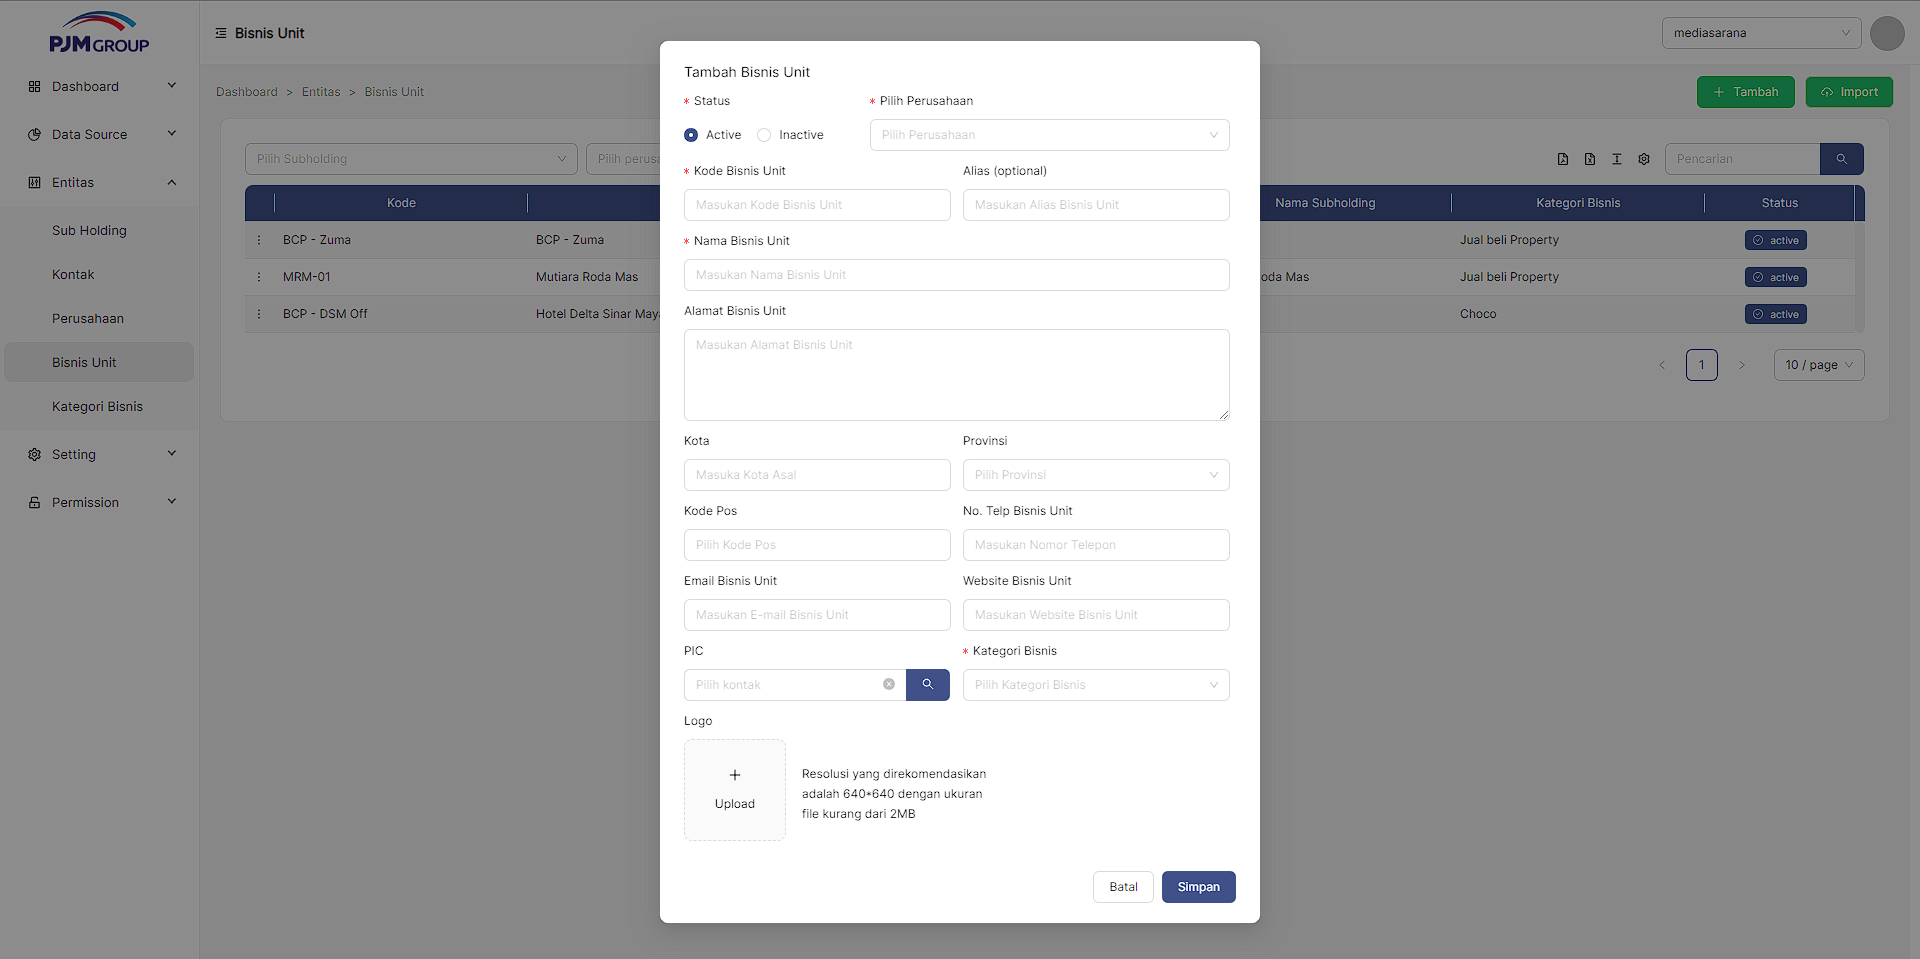 PJM GROUP
Bisnis Unit
mediasarana
Dashboard
Data Source
Entitas
Sub Holding
Kontak
Perusahaan
Bisnis Unit
Kategori Bisnis
Setting
Permission
Dashboard > Entitas > Bisnis Unit
Tambah
Import
Pilih Subholding
Pilih perusa
Pencarian
Kode
Nama Subholding
Kategori Bisnis
Status
BCP - Zuma
BCP - Zuma
Jual beli Property
active
MRM-01
Mutiara Roda Mas
oda Mas
Jual beli Property
active
BCP - DSM Off
Hotel Delta Sinar May
Choco
active
1
10 / page
Tambah Bisnis Unit
* Status
* Pilih Perusahaan
Active
Inactive
Pilih Perusahaan
* Kode Bisnis Unit
Alias (optional)
Masukan Kode Bisnis Unit
Masukan Alias Bisnis Unit
* Nama Bisnis Unit
Masukan Nama Bisnis Unit
Alamat Bisnis Unit
Masukan Alamat Bisnis Unit
Kota
Provinsi
Masuka Kota Asal
Pilih Provinsi
Kode Pos
No. Telp Bisnis Unit
Pilih Kode Pos
Masukan Nomor Telepon
Email Bisnis Unit
Website Bisnis Unit
Masukan E-mail Bisnis Unit
Masukan Website Bisnis Unit
PIC
* Kategori Bisnis
Pilih kontak
Pilih Kategori Bisnis
Logo
+
Upload
Resolusi yang direkomendasikan
adalah 640*640 dengan ukuran
file kurang dari 2MB
Batal
Simpan